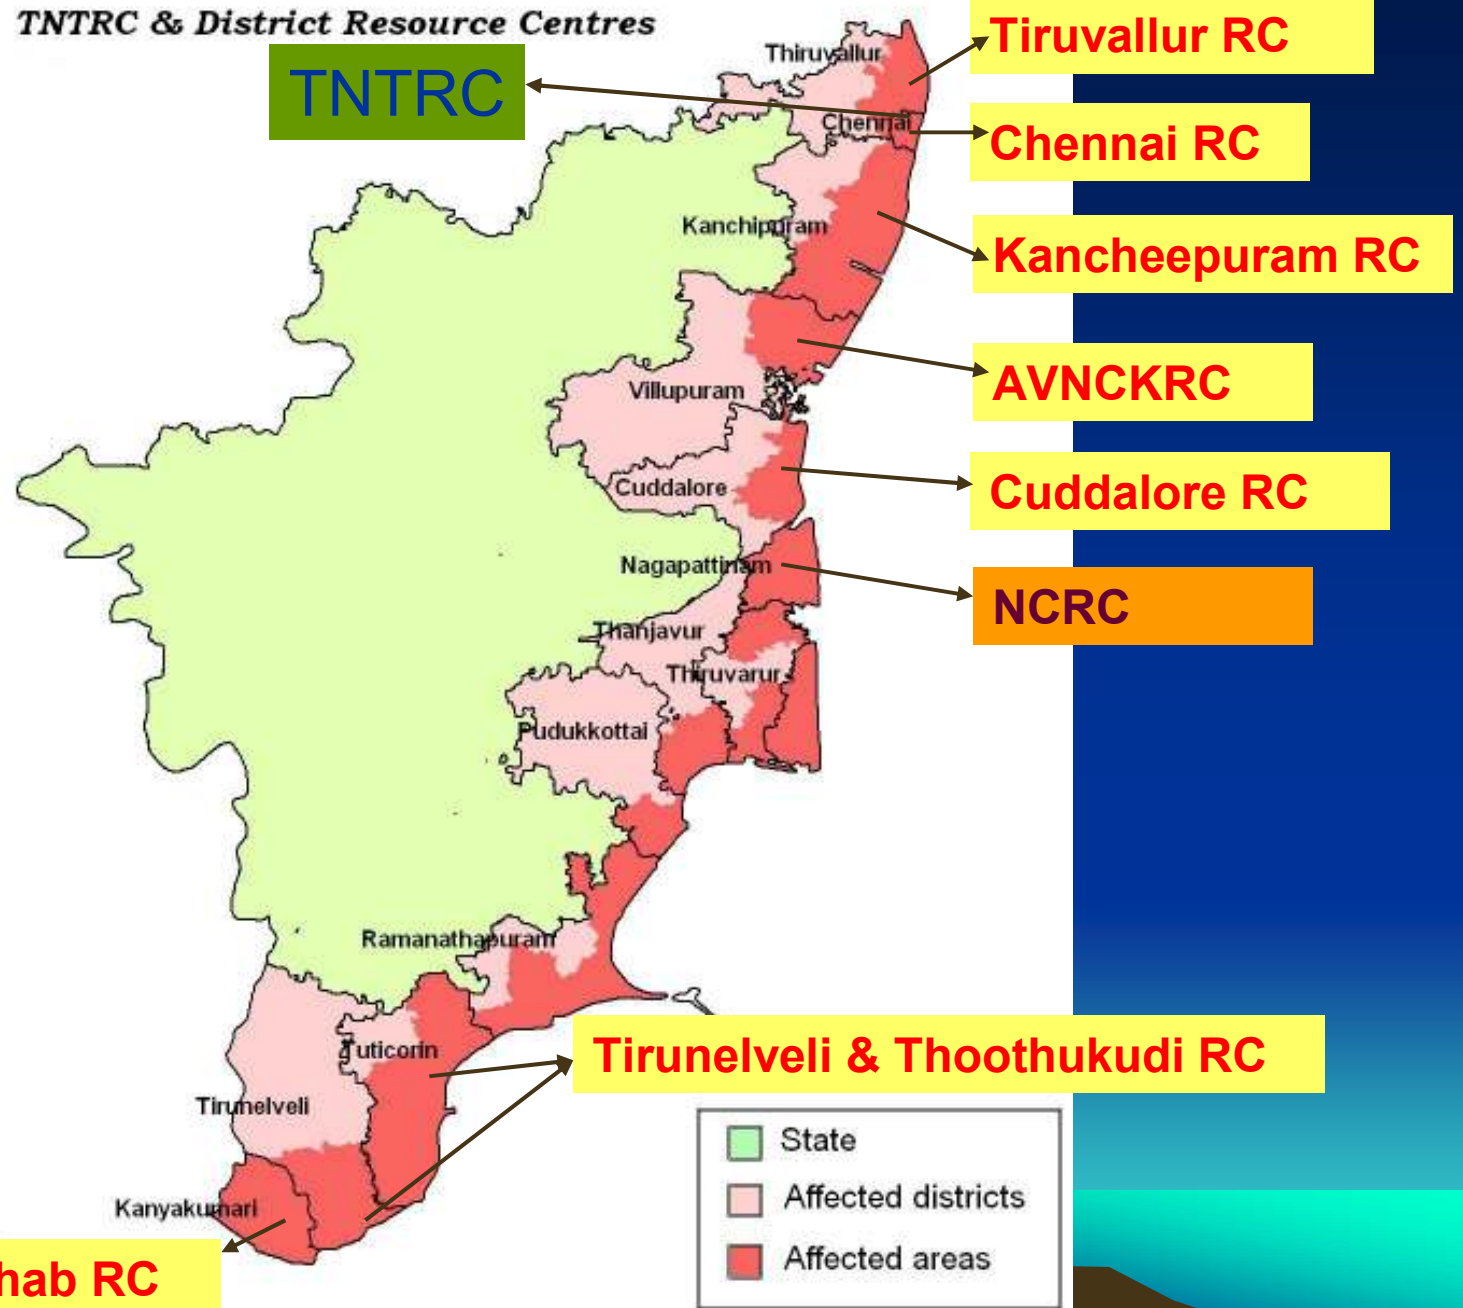 TNTRC & District Resource Centres
TNTRC
Thiruvallur
Tiruvallur RC
Chennai
Chennai RC
Kanchipuram
Kancheepuram RC
Villupuram
AVNCKRC
Cuddalore
Cuddalore RC
Nagapattinam
NCRC
Thanjavur
Thiruvarur
Pudukkottai
Ramanathapuram
Tuticorin
Tirunelveli & Thoothukudi RC
Tirunelveli
Kanyakumari
hab RC
State
Affected districts
Affected areas